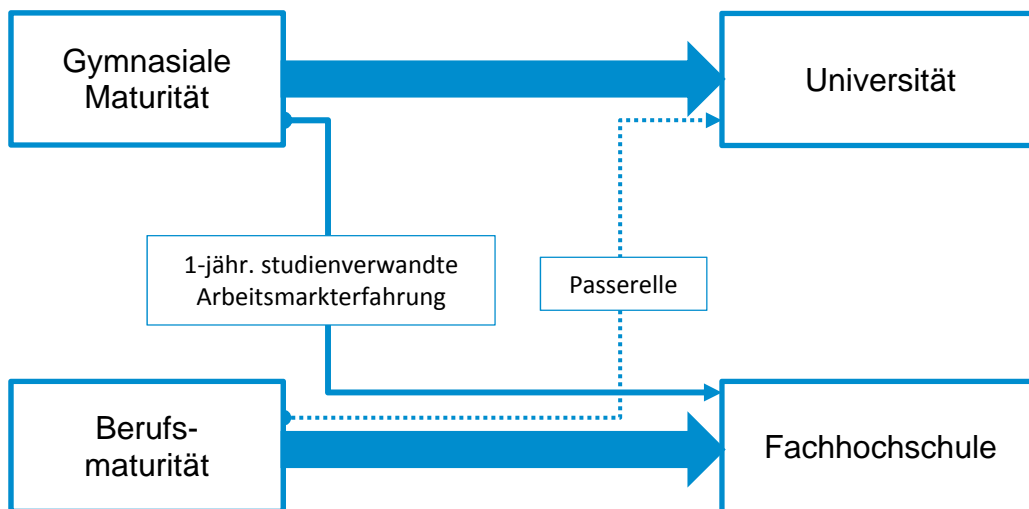 Gymnasiale
Maturität
Universität
1-jähr. studienverwandte
Arbeitsmarkterfahrung
Passerelle
Berufs-
maturität
Fachhochschule